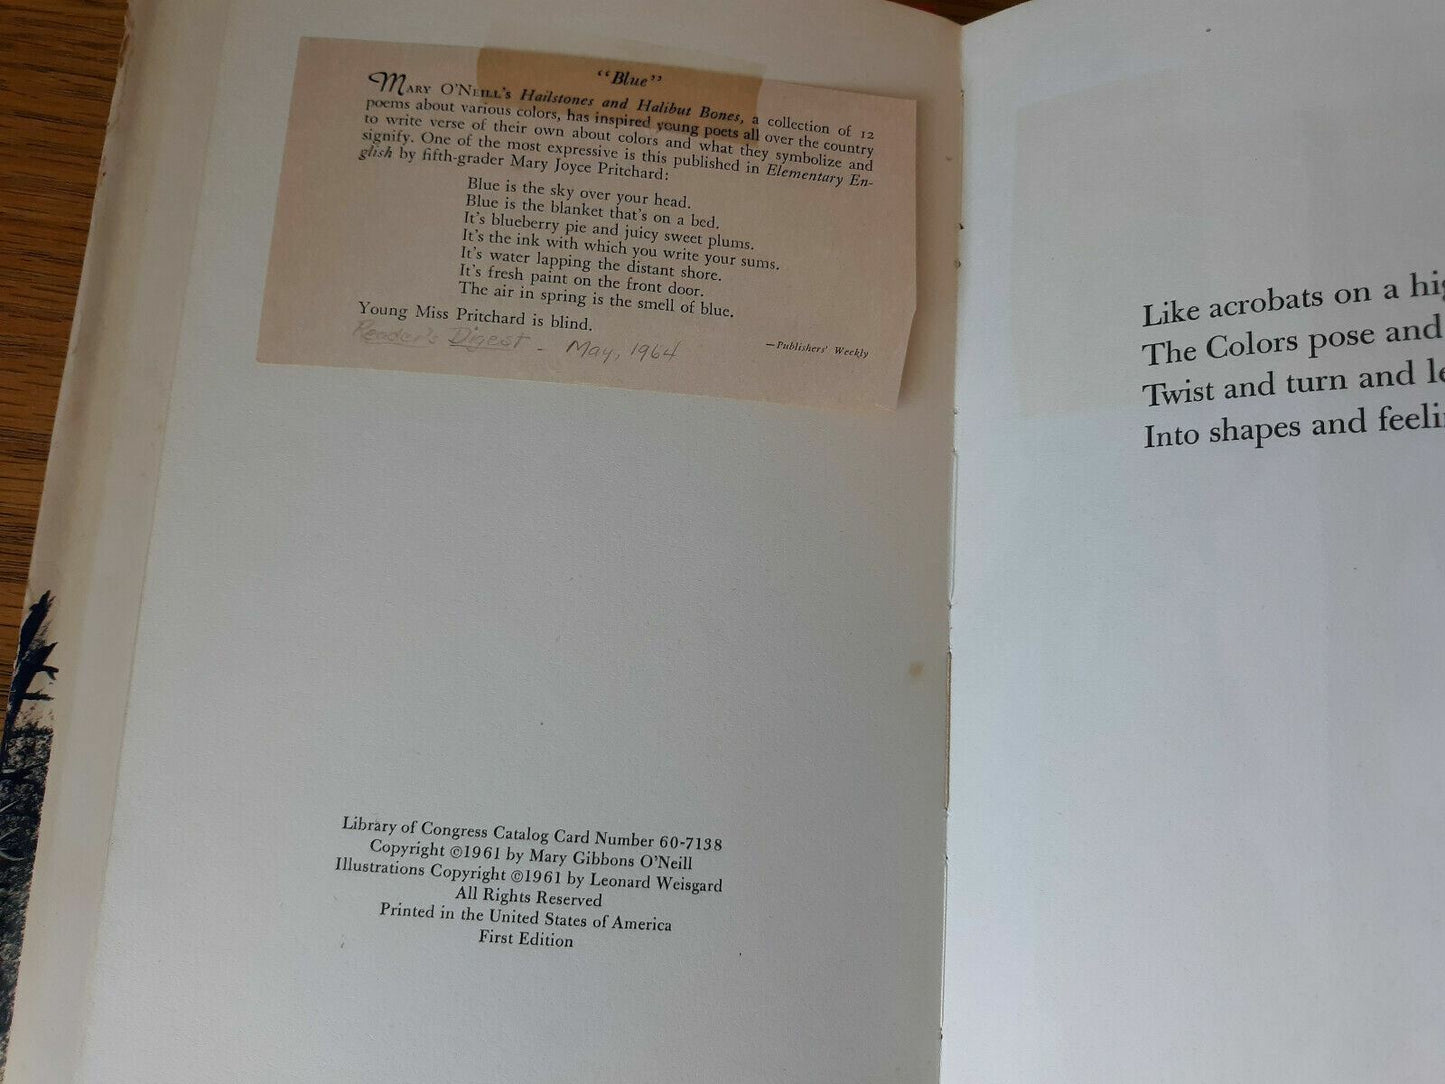 "Blue"
MARY O'NEILL's Hailstones and Halibut Bones, a collection of 12
poems about various colors, has inspired young poets all over the country
to write verse of their own about colors and what they symbolize and
signify. One of the most expressive is this published in Elementary En-
glish by fifth-grader Mary Joyce Pritchard:
Blue is the sky over your head.
Blue is the blanket that's on a bed.
It's blueberry pie and juicy sweet plums.
It's the ink with which you write your sums.
It's water lapping the distant shore.
It's fresh paint on the front door.
The air in spring is the smell of blue.
Young Miss Pritchard is blind.
—Publishers' Weekly
Reader's Digest - May, 1964
Library of Congress Catalog Card Number 60-7138
Copyright ©1961 by Mary Gibbons O'Neill
Illustrations Copyright ©1961 by Leonard Weisgard
All Rights Reserved
Printed in the United States of America
First Edition
Like acrobats on a
The Colors pose and
Twist and turn and
Into shapes and